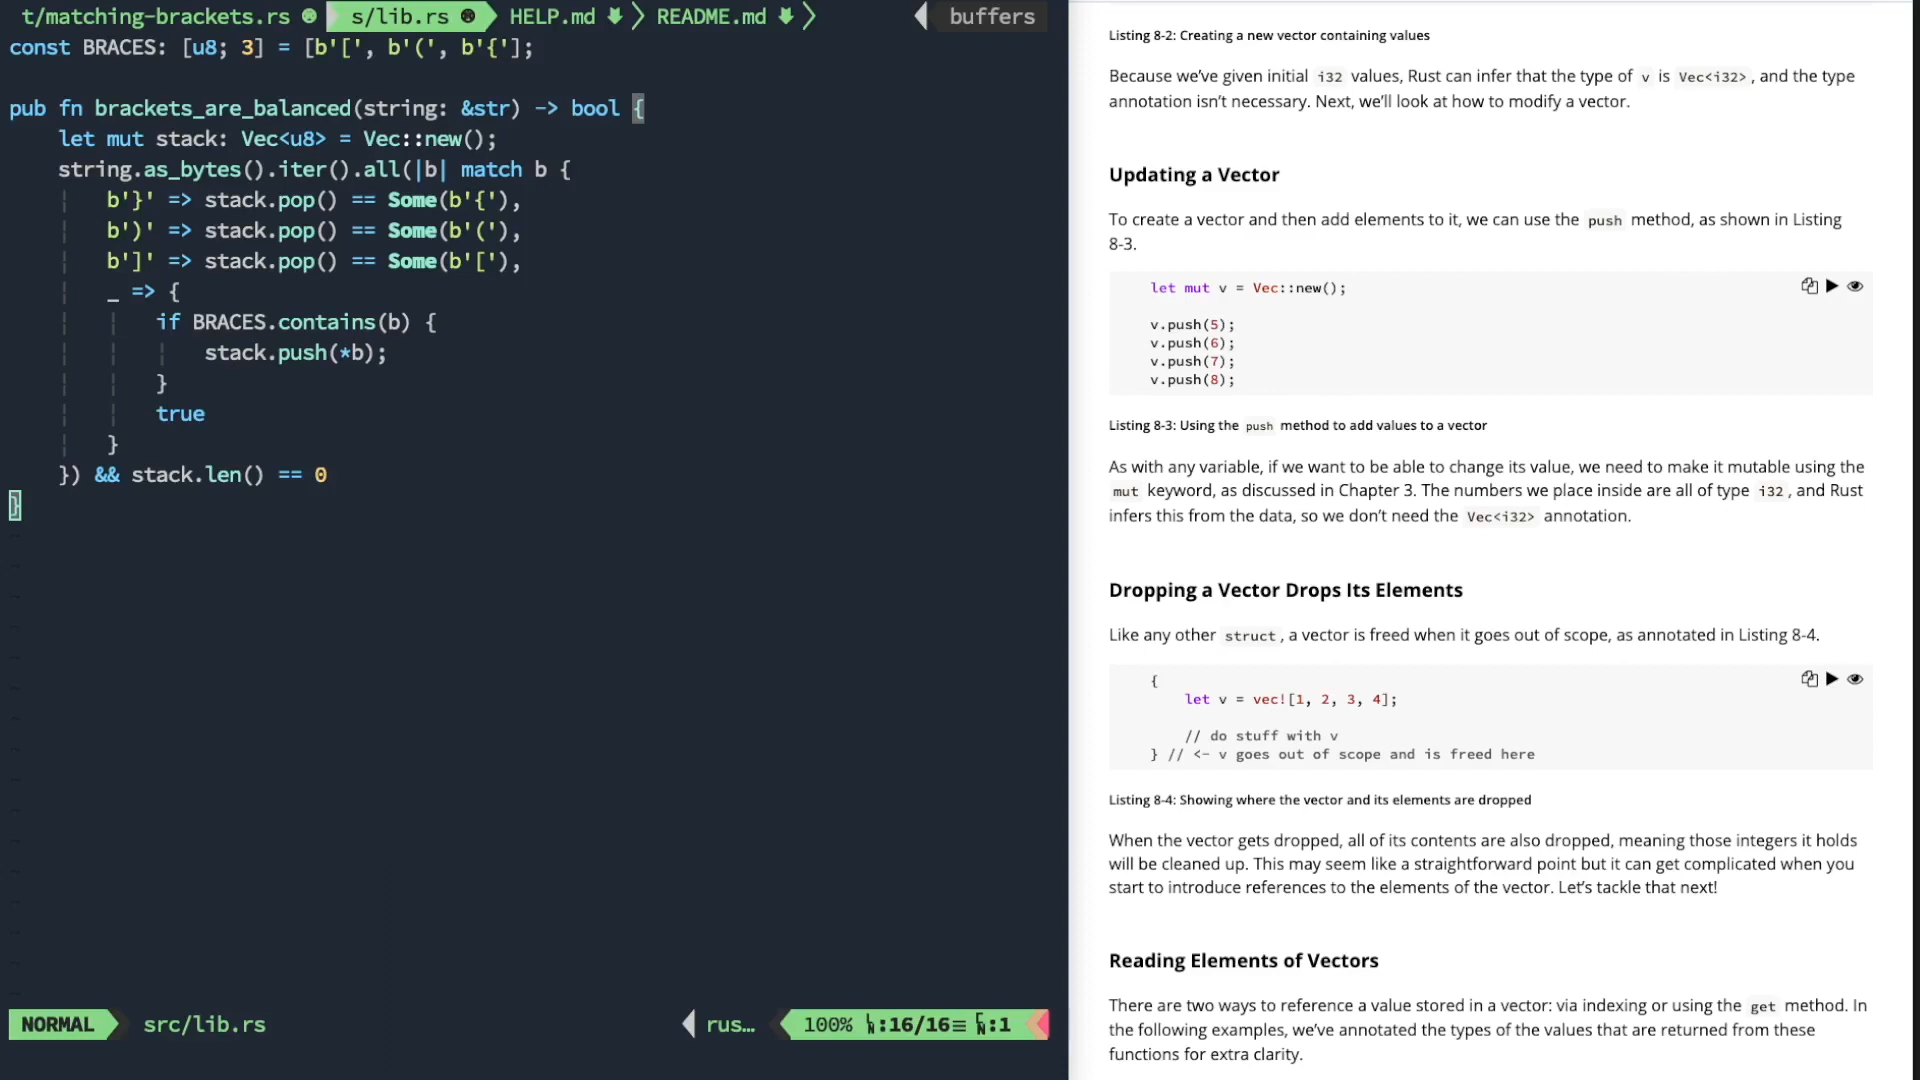 t/matching-brackets.rs s/lib.rs HELP.md README.md buffers
const BRACES: [u8; 3] = [b'[', b'(', b'{'];
pub fn brackets_are_balanced(string: &str) -> bool {
let mut stack: Vec<u8> = Vec::new();
string.as_bytes().iter().all(|b| match b {
b'}' => stack.pop() == Some(b'{'),
b')' => stack.pop() == Some(b'('),
b']' => stack.pop() == Some(b'['),
_ => {
if BRACES.contains(b) {
stack.push(*b);
}
true
}
}) && stack.len() == 0
}
NORMAL src/lib.rs rus… 100% :16/16≡ :1
Listing 8-2: Creating a new vector containing values
Because we’ve given initial i32 values, Rust can infer that the type of v is Vec<i32>, and the type
annotation isn’t necessary. Next, we’ll look at how to modify a vector.
Updating a Vector
To create a vector and then add elements to it, we can use the push method, as shown in Listing
8-3.
let mut v = Vec::new();
v.push(5);
v.push(6);
v.push(7);
v.push(8);
Listing 8-3: Using the push method to add values to a vector
As with any variable, if we want to be able to change its value, we need to make it mutable using the
mut keyword, as discussed in Chapter 3. The numbers we place inside are all of type i32, and Rust
infers this from the data, so we don’t need the Vec<i32> annotation.
Dropping a Vector Drops Its Elements
Like any other struct, a vector is freed when it goes out of scope, as annotated in Listing 8-4.
{
let v = vec![1, 2, 3, 4];
// do stuff with v
} // <- v goes out of scope and is freed here
Listing 8-4: Showing where the vector and its elements are dropped
When the vector gets dropped, all of its contents are also dropped, meaning those integers it holds
will be cleaned up. This may seem like a straightforward point but it can get complicated when you
start to introduce references to the elements of the vector. Let’s tackle that next!
Reading Elements of Vectors
There are two ways to reference a value stored in a vector: via indexing or using the get method. In
the following examples, we’ve annotated the types of the values that are returned from these
functions for extra clarity.